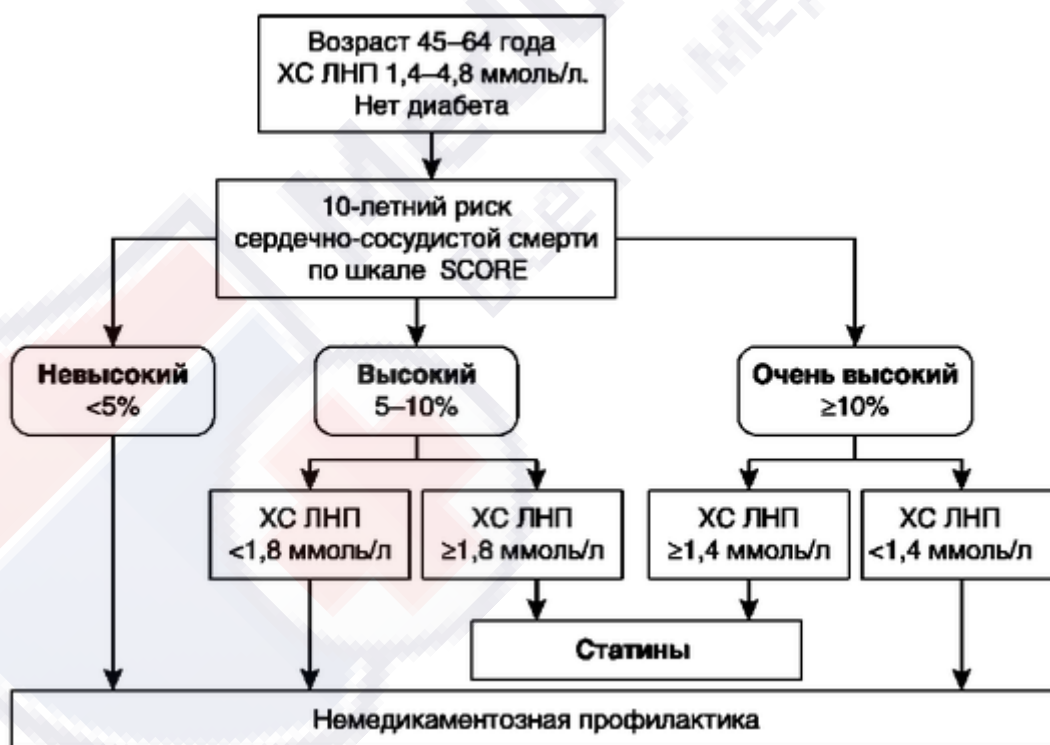 Возраст 45–64 года
ХС ЛНП 1,4–4,8 ммоль/л.
Нет диабета
10-летний риск
сердечно-сосудистой смерти
по шкале SCORE
Невысокий
<5%
Высокий
5–10%
Очень высокий
≥10%
ХС ЛНП
<1,8 ммоль/л
ХС ЛНП
≥1,8 ммоль/л
ХС ЛНП
≥1,4 ммоль/л
ХС ЛНП
<1,4 ммоль/л
Статины
Немедикаментозная профилактика